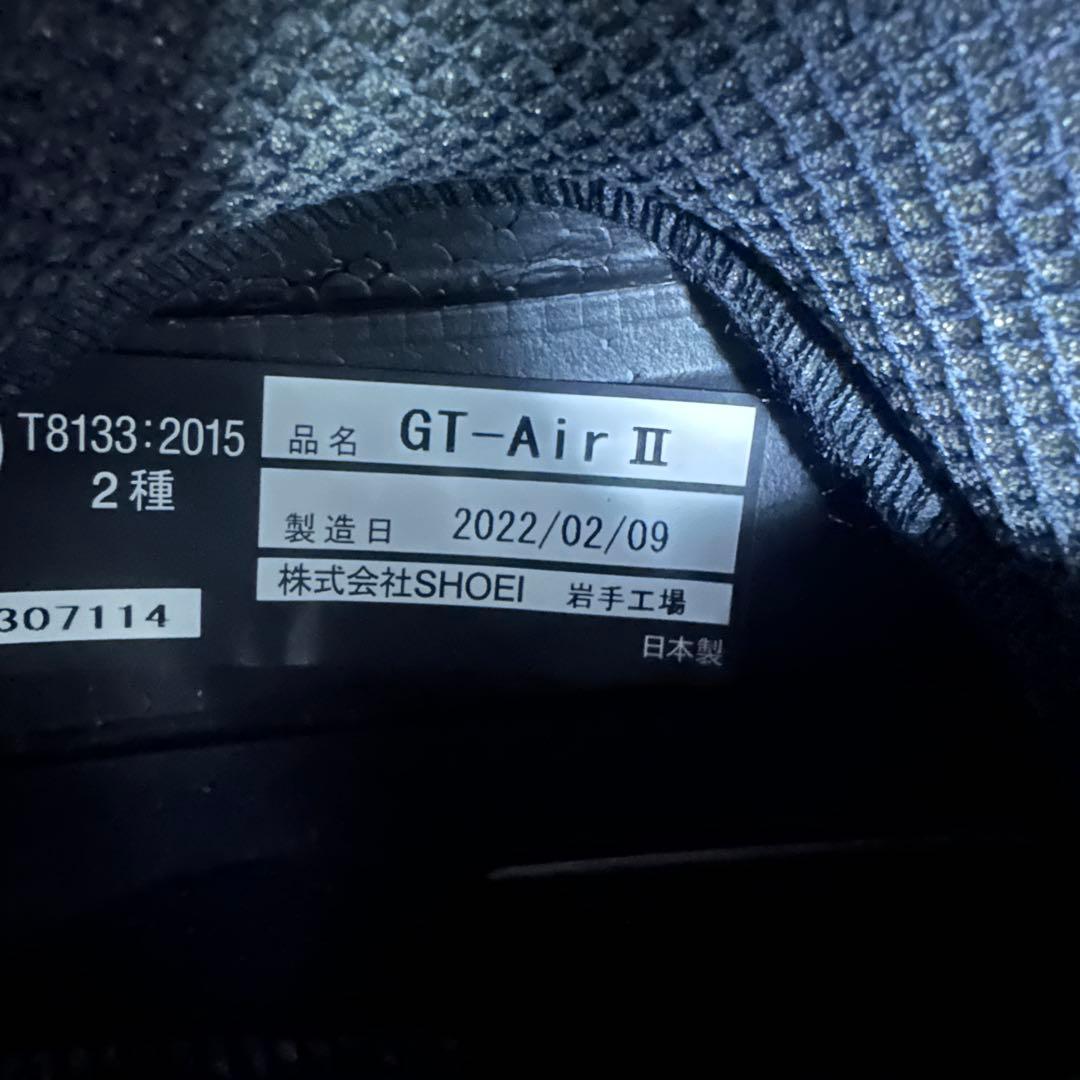 T8133:2015
2種
品名 GT-Air Ⅱ
製造日 2022/02/09
株式会社SHOEI 岩手工場
307114
日本製